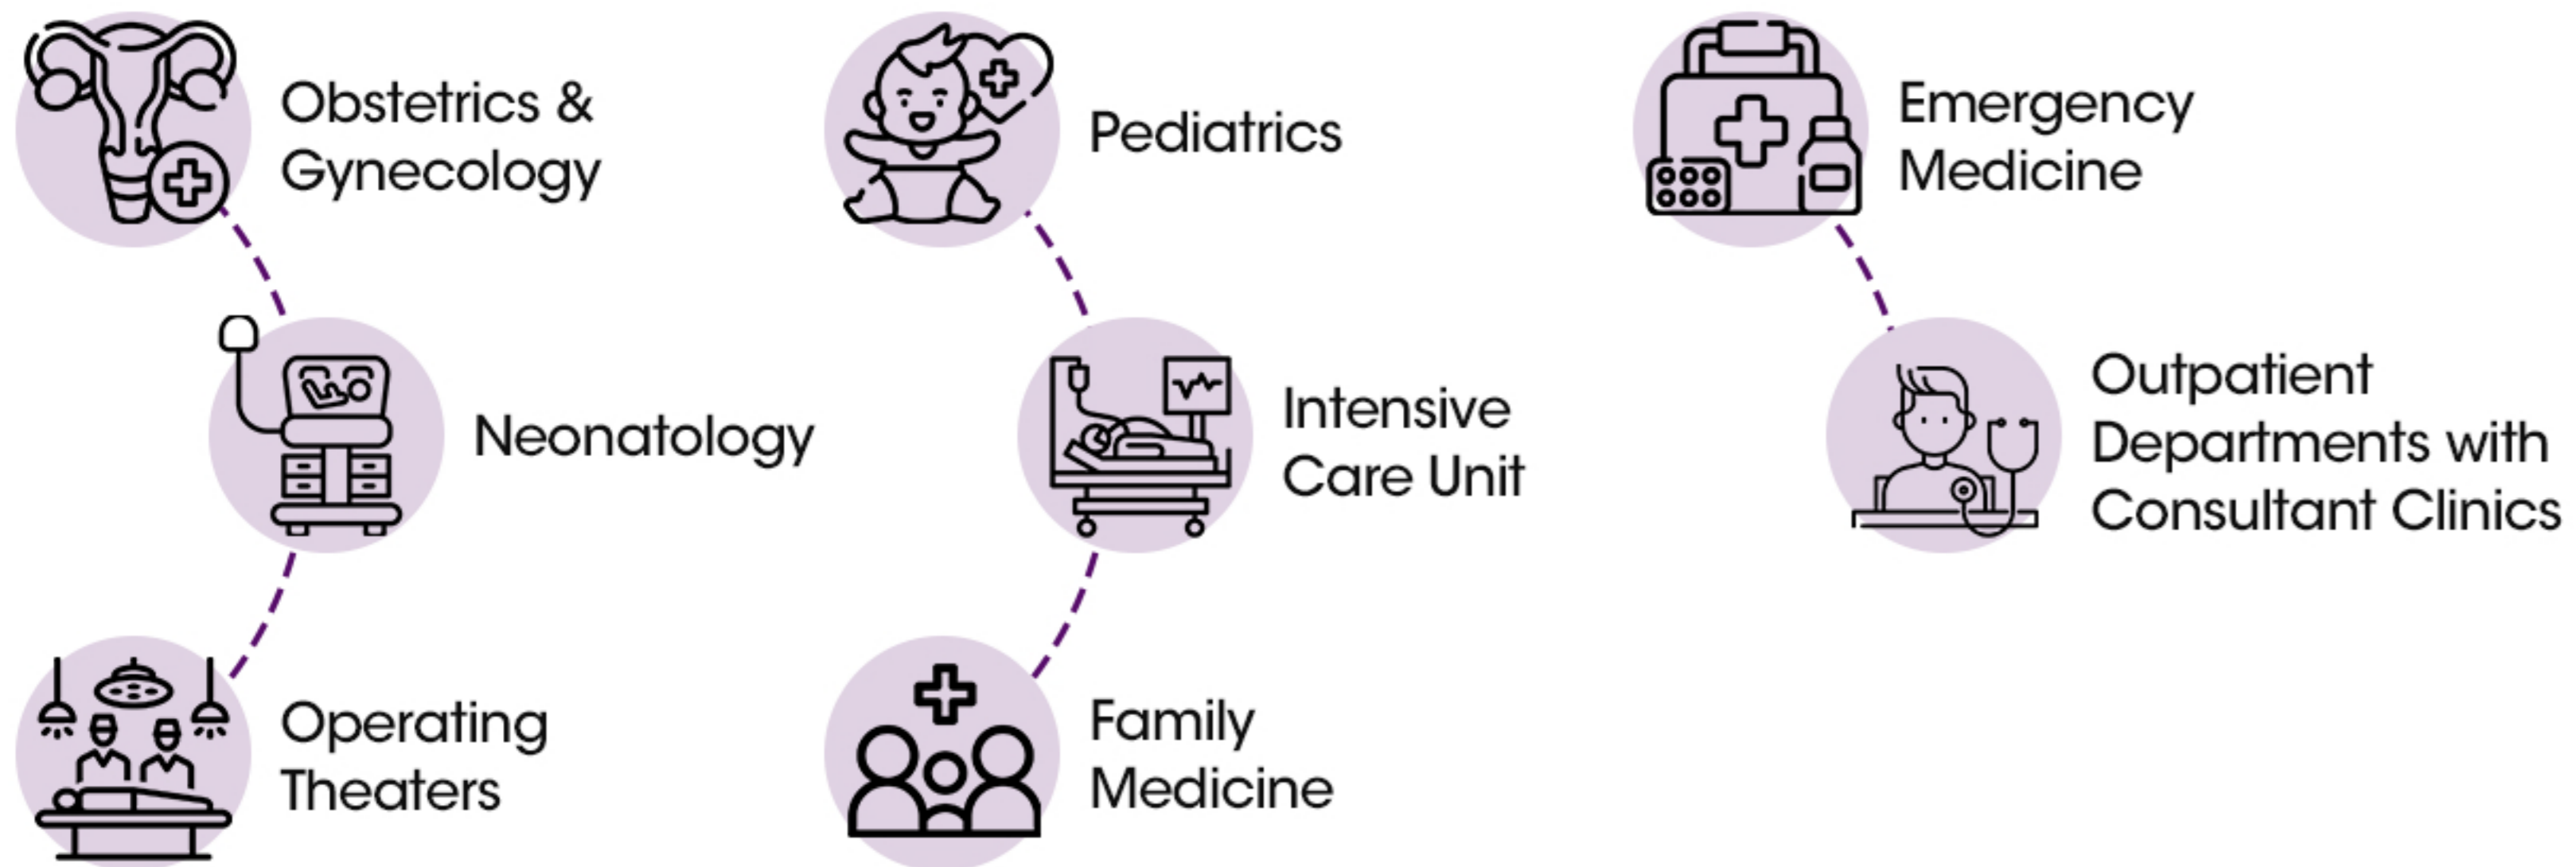 Obstetrics &
Gynecology
Neonatology
Operating
Theaters
Pediatrics
Intensive
Care Unit
Family
Medicine
Emergency
Medicine
Outpatient
Departments with
Consultant Clinics